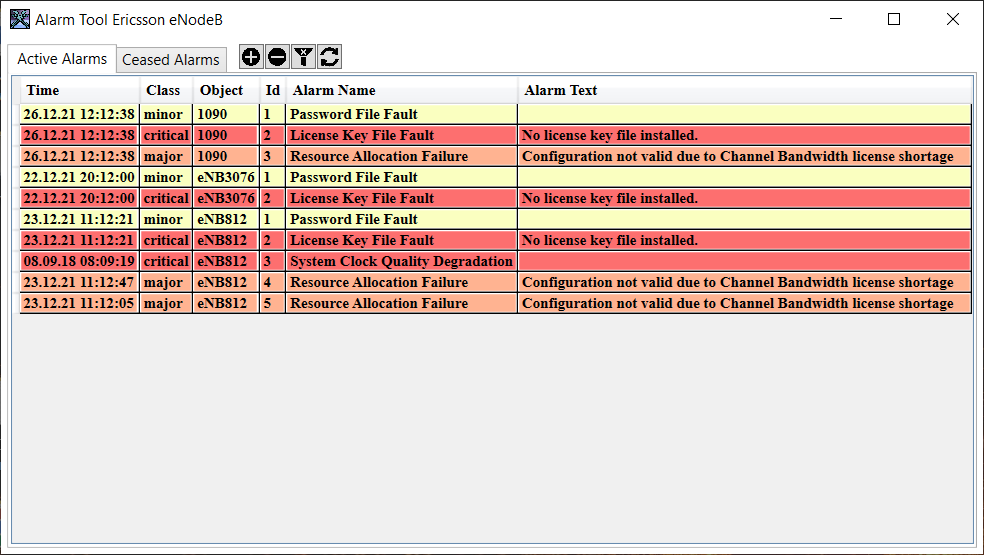 Alarm Tool Ericsson eNodeB
Active Alarms Ceased Alarms
Time Class Object Id Alarm Name Alarm Text
26.12.21 12:12:38 minor 1090 1 Password File Fault
26.12.21 12:12:38 critical 1090 2 License Key File Fault No license key file installed.
26.12.21 12:12:38 major 1090 3 Resource Allocation Failure Configuration not valid due to Channel Bandwidth license shortage
22.12.21 20:12:00 minor eNB3076 1 Password File Fault
22.12.21 20:12:00 critical eNB3076 2 License Key File Fault No license key file installed.
23.12.21 11:12:21 minor eNB812 1 Password File Fault
23.12.21 11:12:21 critical eNB812 2 License Key File Fault No license key file installed.
08.09.18 08:09:19 critical eNB812 3 System Clock Quality Degradation
23.12.21 11:12:47 major eNB812 4 Resource Allocation Failure Configuration not valid due to Channel Bandwidth license shortage
23.12.21 11:12:05 major eNB812 5 Resource Allocation Failure Configuration not valid due to Channel Bandwidth license shortage